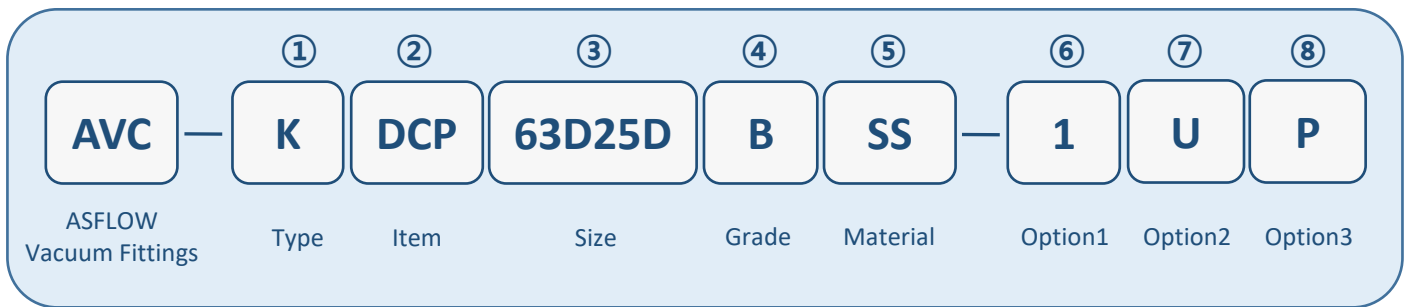 ① ② ③ ④ ⑤ ⑥ ⑦ ⑧
AVC — K DCP 63D25D B SS — 1 U P
ASFLOW
Vacuum Fittings Type Item Size Grade Material Option1 Option2 Option3